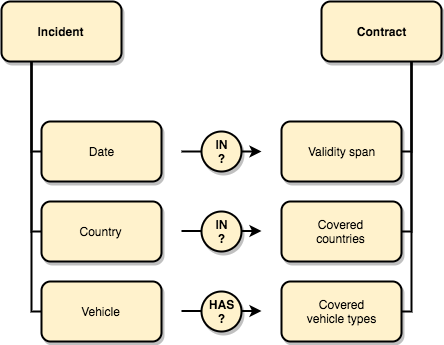 Incident
Contract
Date
IN
?
Validity span
Country
IN
?
Covered
countries
Vehicle
HAS
?
Covered
vehicle types